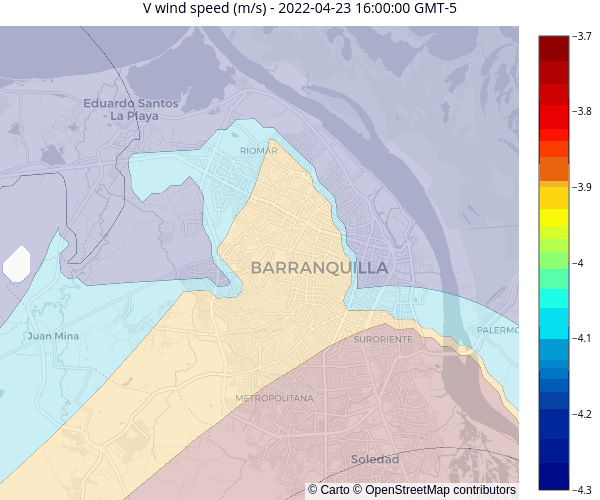 V wind speed (m/s) - 2022-04-23 16:00:00 GMT-5
−3.7
Eduardo Santos
- La Playa
−3.8
RIOMAR
−3.9
BARRANQUILLA
−4
Juan Mina
PALERMO
SURORIENTE
−4.1
METROPOLITANA
−4.2
Soledad
© Carto © OpenStreetMap contributors
−4.3